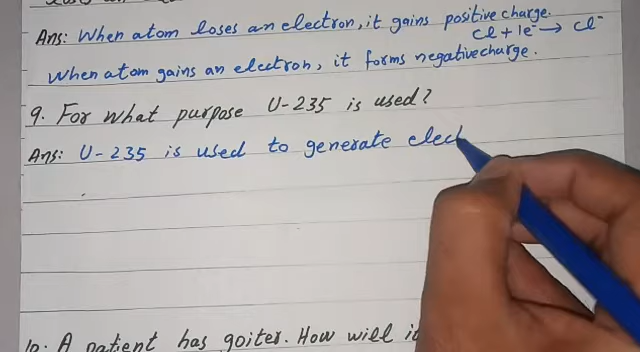 Ans: When atom loses an electron, it gains positive charge.
Cl + 1e⁻ → Cl⁻
When atom gains an electron, it forms negative charge.
9. For what purpose U-235 is used?
Ans: U-235 is used to generate elec
10. A patient has goiter. How will i